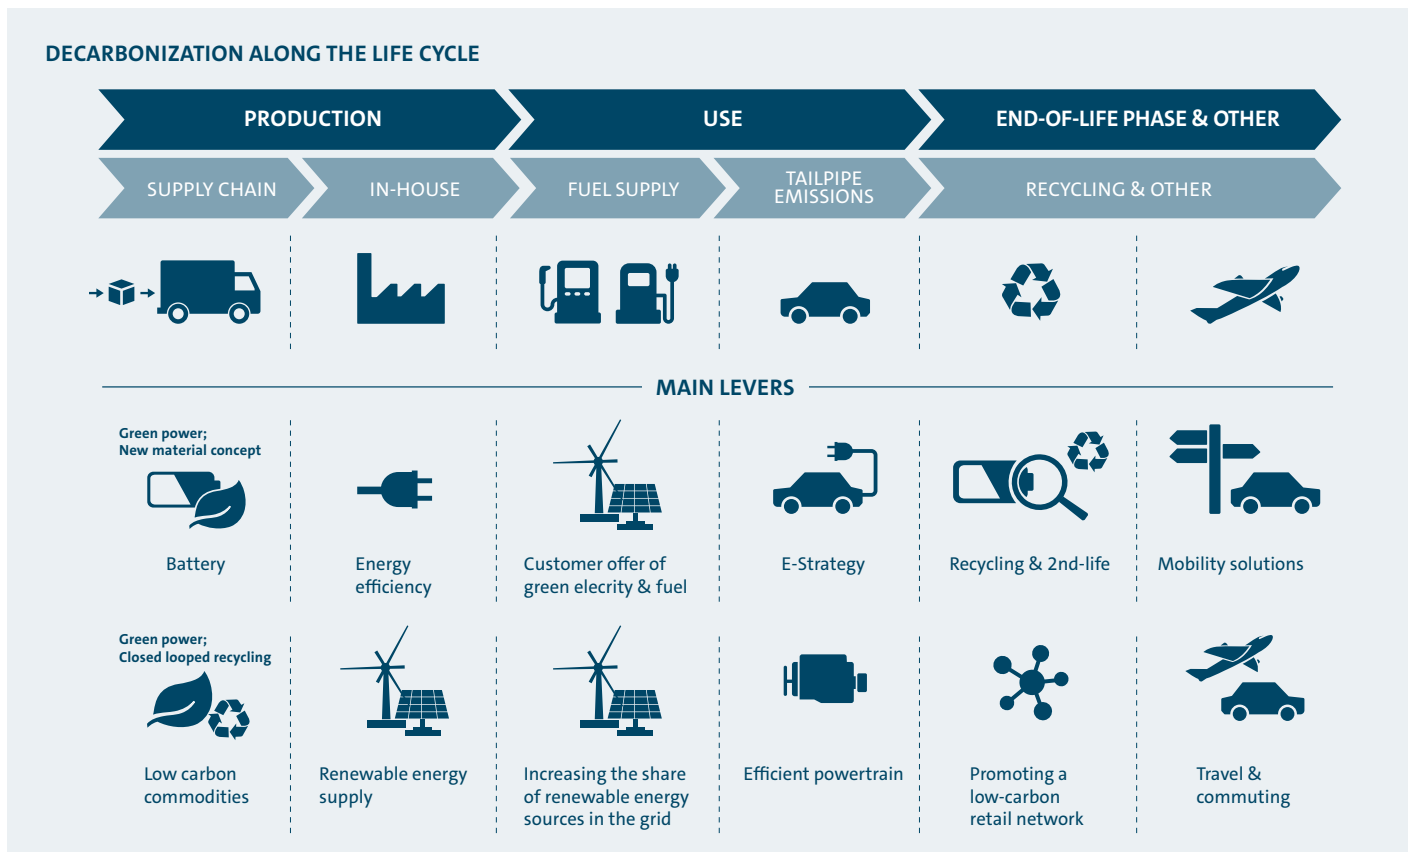 DECARBONIZATION ALONG THE LIFE CYCLE
PRODUCTION
USE
END-OF-LIFE PHASE & OTHER
SUPPLY CHAIN
IN-HOUSE
FUEL SUPPLY
TAILPIPE
EMISSIONS
RECYCLING & OTHER
MAIN LEVERS
Green power;
New material concept
Battery
Energy
efficiency
Customer offer of
green elecrity & fuel
E-Strategy
Recycling & 2nd-life
Mobility solutions
Green power;
Closed looped recycling
Low carbon
commodities
Renewable energy
supply
Increasing the share
of renewable energy
sources in the grid
Efficient powertrain
Promoting a
low-carbon
retail network
Travel &
commuting